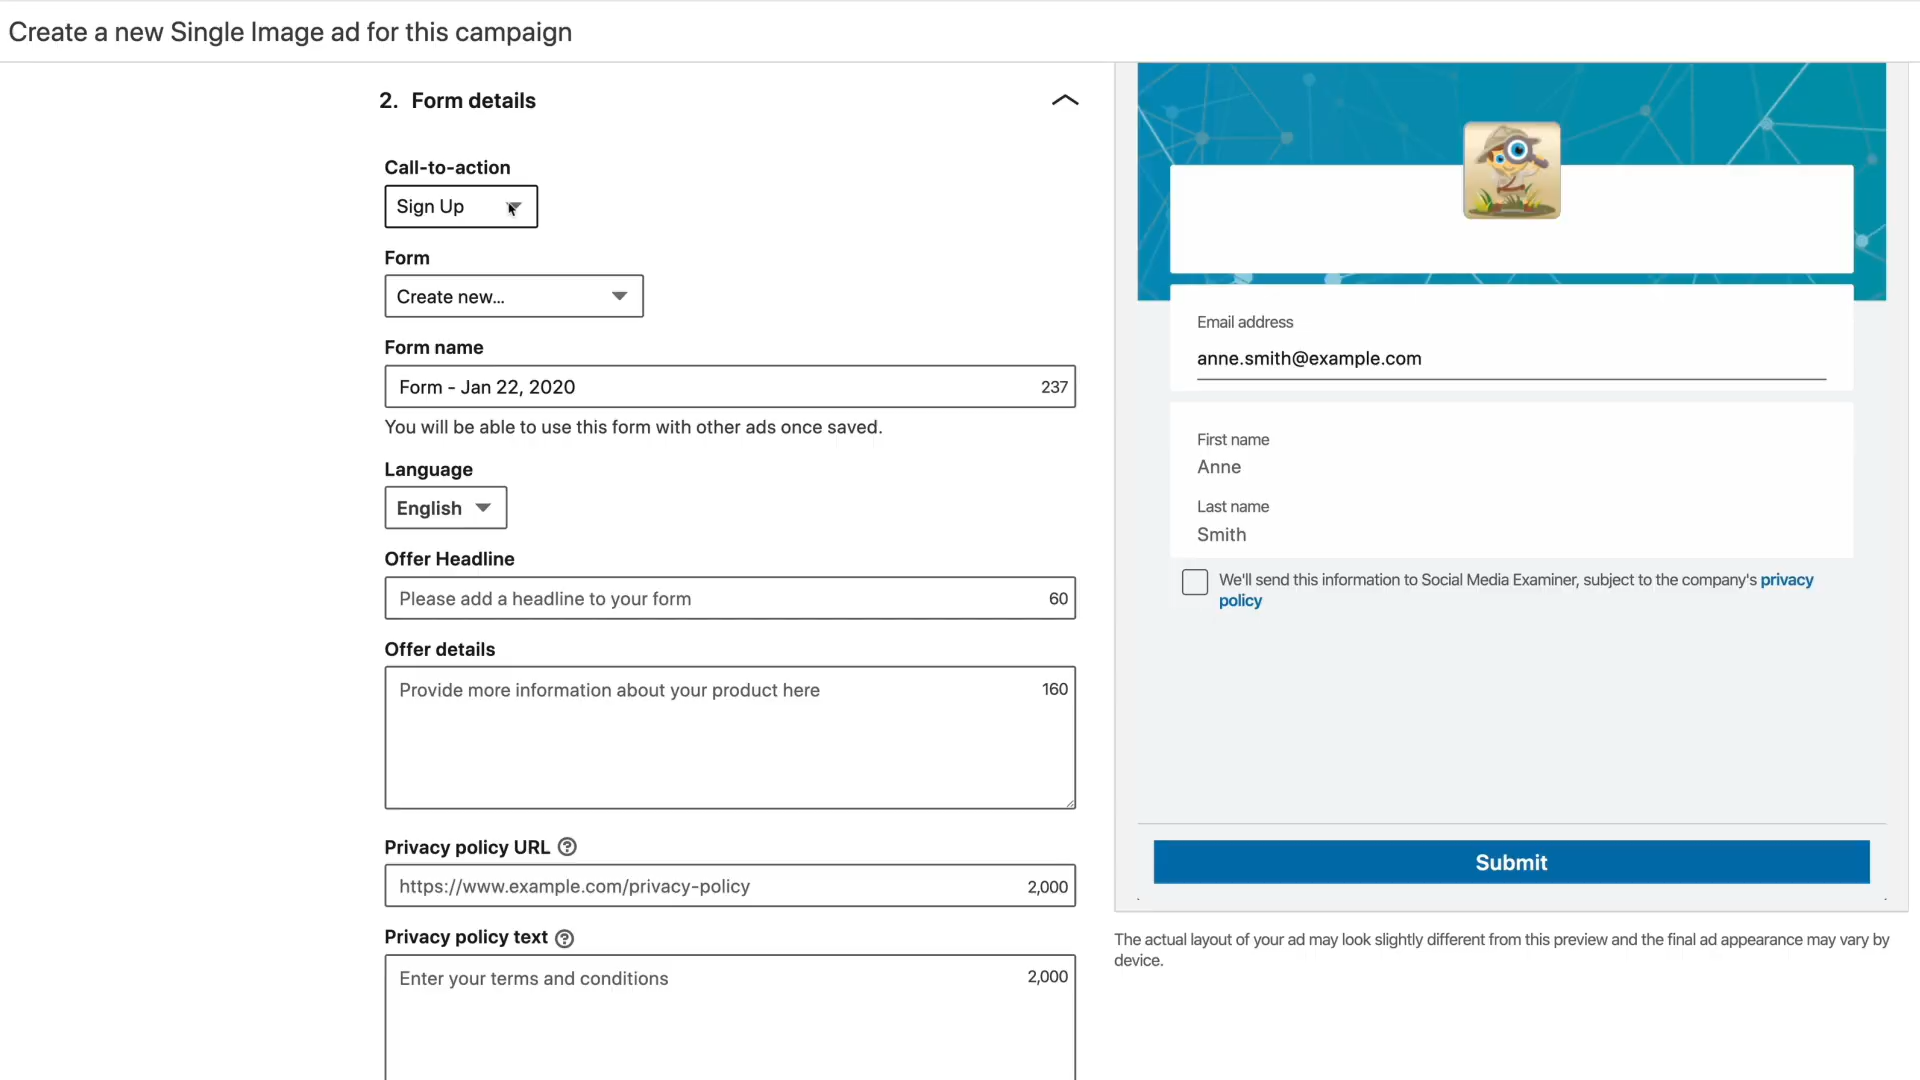 Create a new Single Image ad for this campaign
2. Form details
Call-to-action
Sign Up
Form
Create new...
Form name
Form - Jan 22, 2020
237
You will be able to use this form with other ads once saved.
Language
English
Offer Headline
Please add a headline to your form
60
Offer details
Provide more information about your product here
160
Privacy policy URL ?
https://www.example.com/privacy-policy
2,000
Privacy policy text ?
Enter your terms and conditions
2,000
Email address
anne.smith@example.com
First name
Anne
Last name
Smith
We'll send this information to Social Media Examiner, subject to the company's privacy
policy
Submit
The actual layout of your ad may look slightly different from this preview and the final ad appearance may vary by
device.